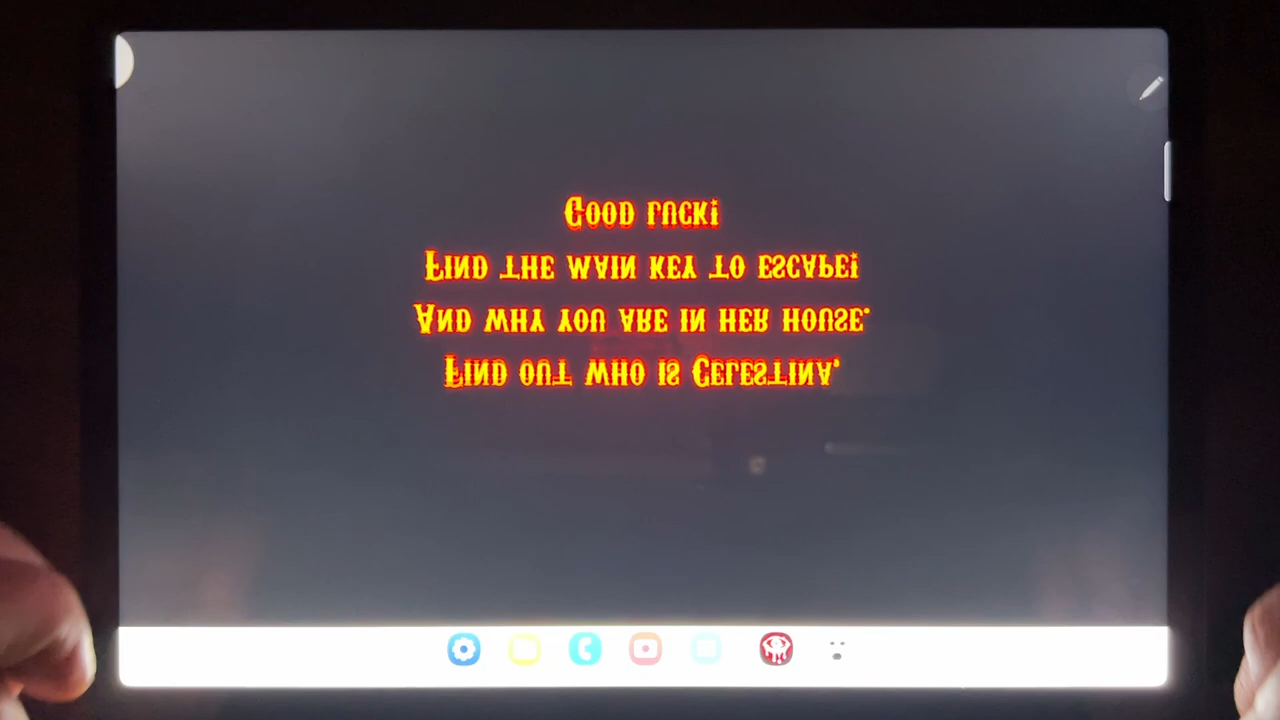 Find out who is Celestina,
And why you are in her house.
Find the main key to escape!
Good luck!